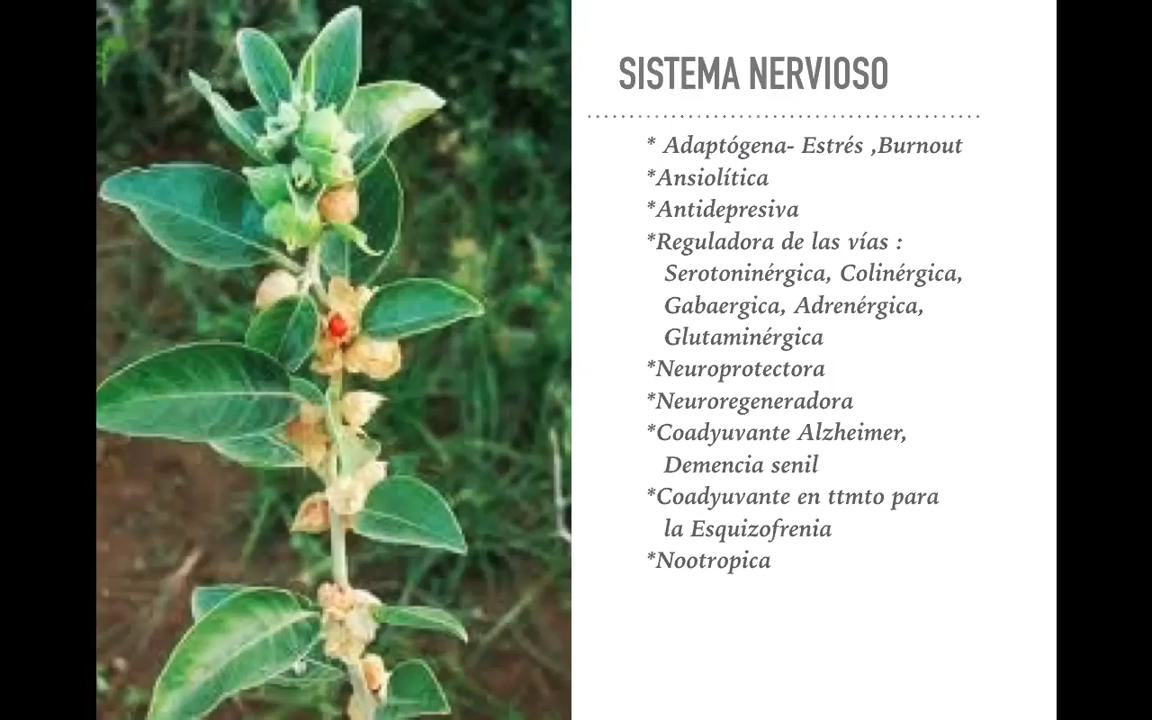 SISTEMA NERVIOSO
* Adaptógena- Estrés ,Burnout
*Ansiolítica
*Antidepresiva
*Reguladora de las vías :
Serotoninérgica, Colinérgica,
Gabaergica, Adrenérgica,
Glutaminérgica
*Neuroprotectora
*Neuroregeneradora
*Coadyuvante Alzheimer,
Demencia senil
*Coadyuvante en ttmto para
la Esquizofrenia
*Nootropica